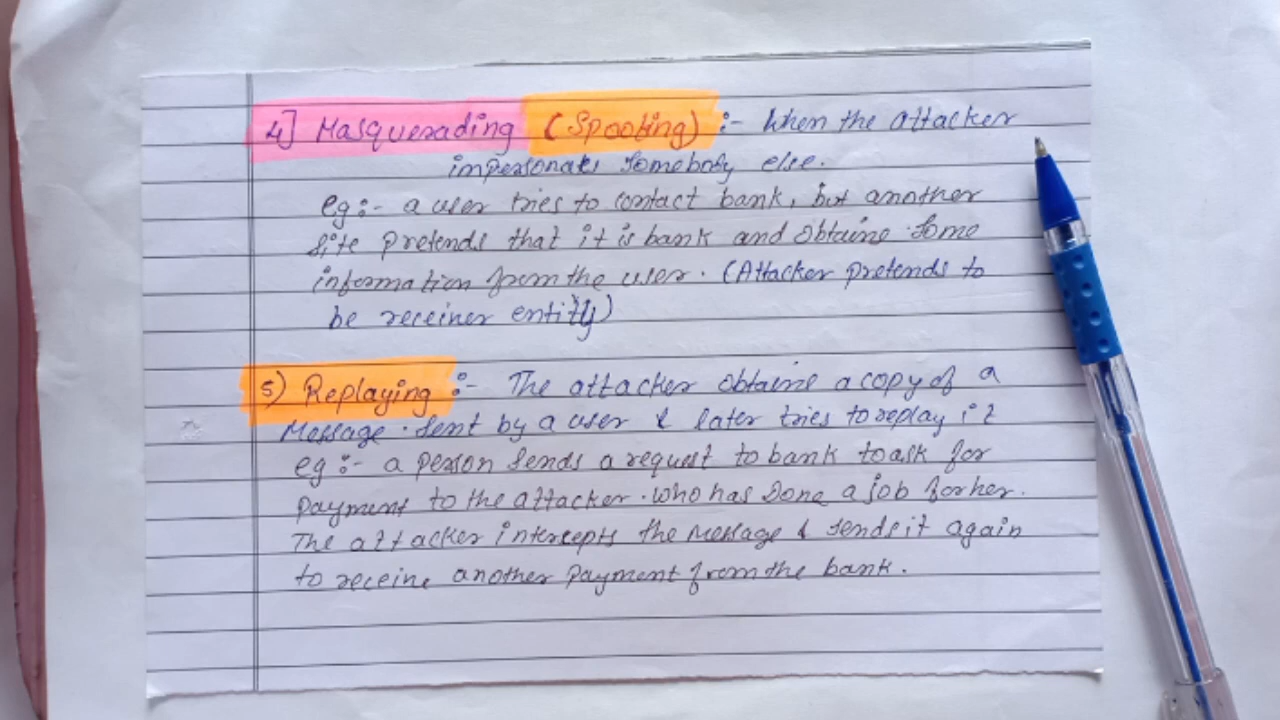 4] Masquerading (Spoofing) :- When the attacker
impersonates somebody else.
eg :- a user tries to contact bank, but another
site pretends that it is bank and obtains some
information from the user. (Attacker pretends to
be receiver entity)
5) Replaying :- The attacker obtains a copy of a
Message sent by a user & later tries to replay it
eg :- a person sends a request to bank to ask for
payment to the attacker. who has done a job for her.
The attacker intercepts the message & sends it again
to receive another payment from the bank.